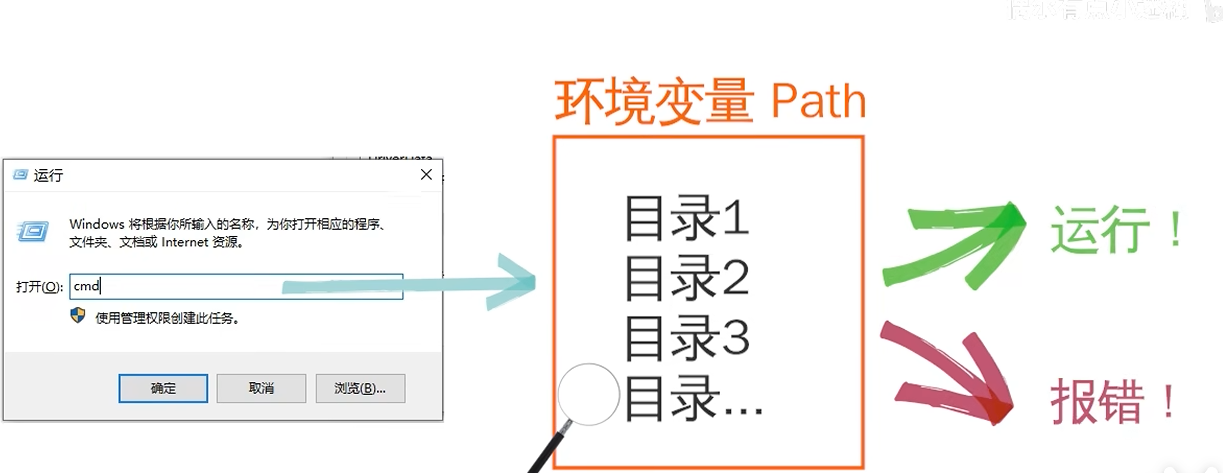 环境变量 Path
运行
Windows 将根据你所输入的名称，为你打开相应的程序、
文件夹、文档或 Internet 资源。
打开(O):
cmd
使用管理权限创建此任务。
确定
取消
浏览(B)...
目录1
目录2
目录3
目录...
运行！
报错！